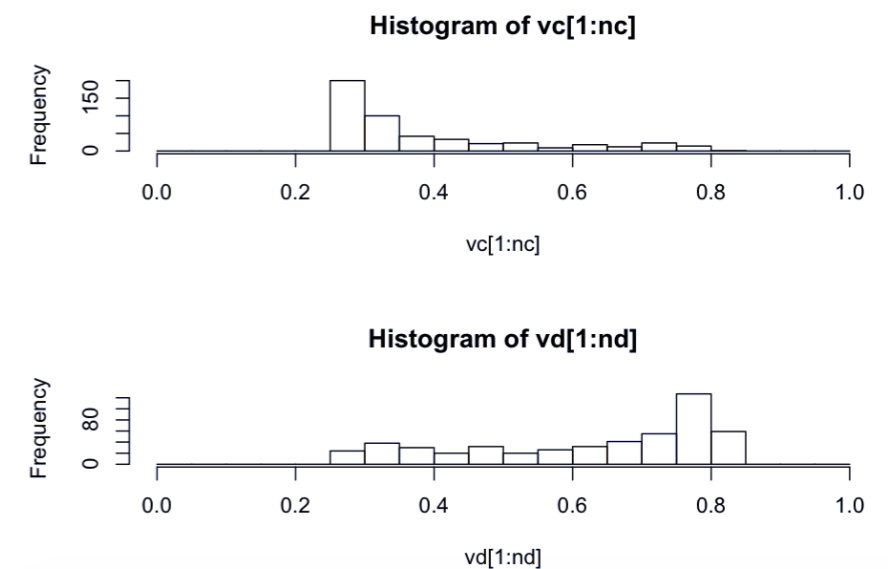 Histogram of vc[1:nc]
Frequency
150
0
0.0 0.2 0.4 0.6 0.8 1.0
vc[1:nc]
Histogram of vd[1:nd]
Frequency
80
0
0.0 0.2 0.4 0.6 0.8 1.0
vd[1:nd]